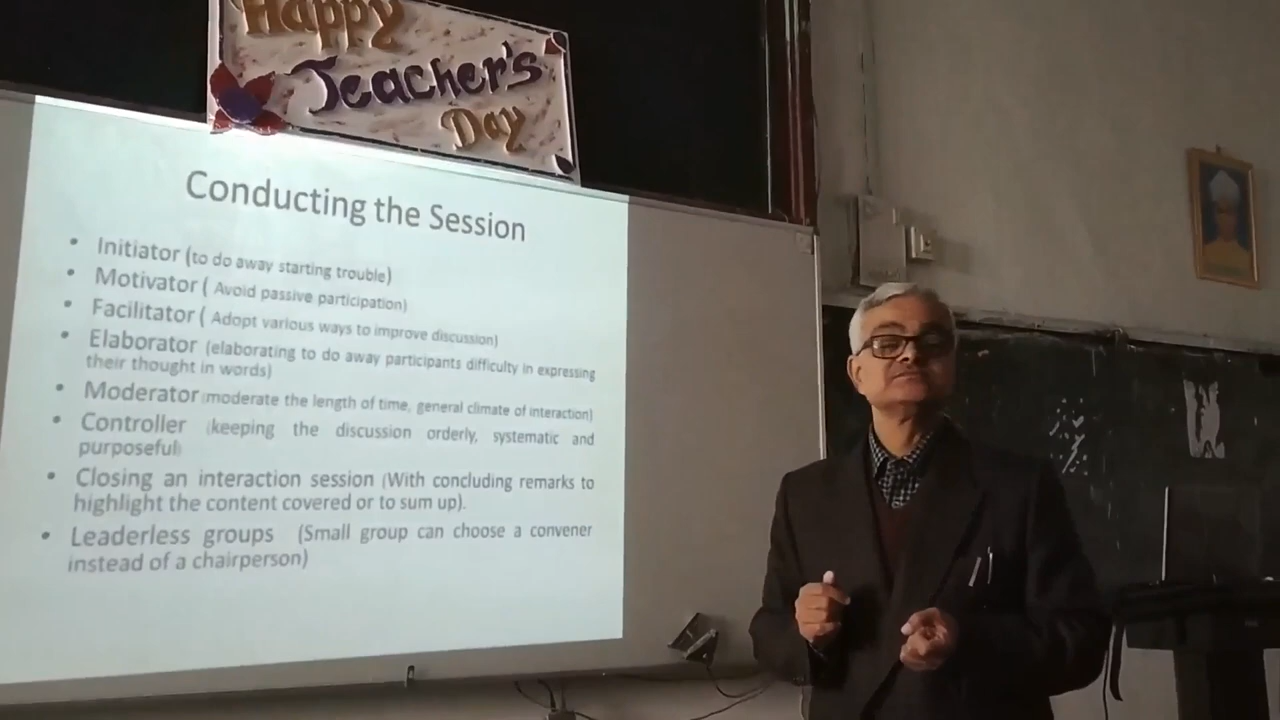 Happy
Teacher's
Day
Conducting the Session
• Initiator (to do away starting trouble)
• Motivator ( Avoid passive participation)
• Facilitator ( Adopt various ways to improve discussion)
• Elaborator (elaborating to do away participants difficulty in expressing
their thought in words)
• Moderator (moderate the length of time, general climate of interaction)
• Controller (keeping the discussion orderly, systematic and
purposeful)
• Closing an interaction session (With concluding remarks to
highlight the content covered or to sum up).
• Leaderless groups (Small group can choose a convener
instead of a chairperson)